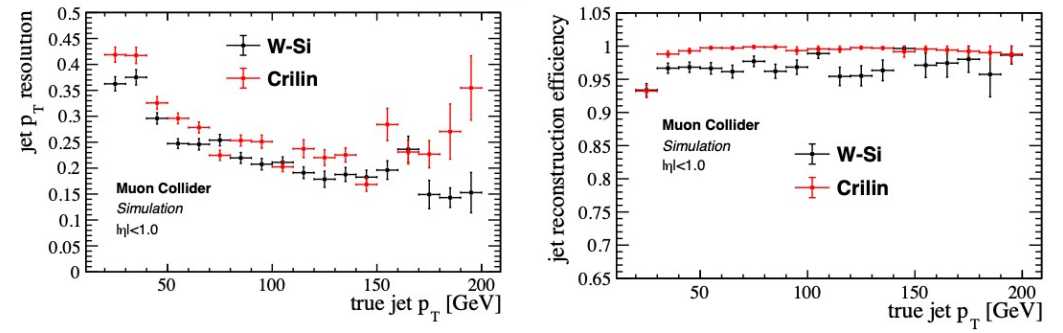 jet p_T resolution
0.5
0.45
0.4
0.35
0.3
0.25
0.2
0.15
0.1
0.05
0
W-Si
Crilin
Muon Collider
Simulation
|η|<1.0
50
100
150
200
true jet p_T [GeV]
jet reconstruction efficiency
1.05
1
0.95
0.9
0.85
0.8
0.75
0.7
0.65
Muon Collider
Simulation
|η|<1.0
W-Si
Crilin
50
100
150
200
true jet p_T [GeV]